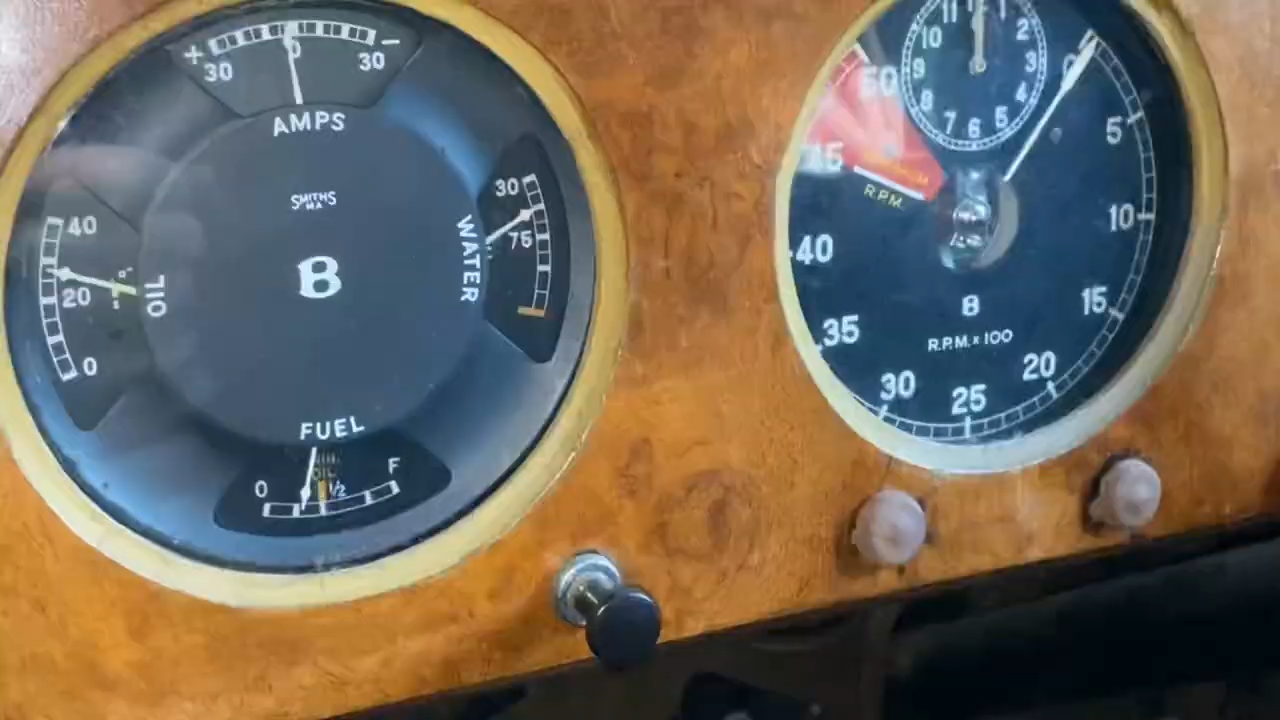 + 30 0 30 −
AMPS
SMITHS
MA
B
40
20
0
OIL
WATER
30
75
FUEL
0 1/2 F
OIL
11 1
10 2
9 3
8 4
7 6 5
0
5
10
15
20
25
30
35
40
45
50
R.P.M.
B
R.P.M. x 100